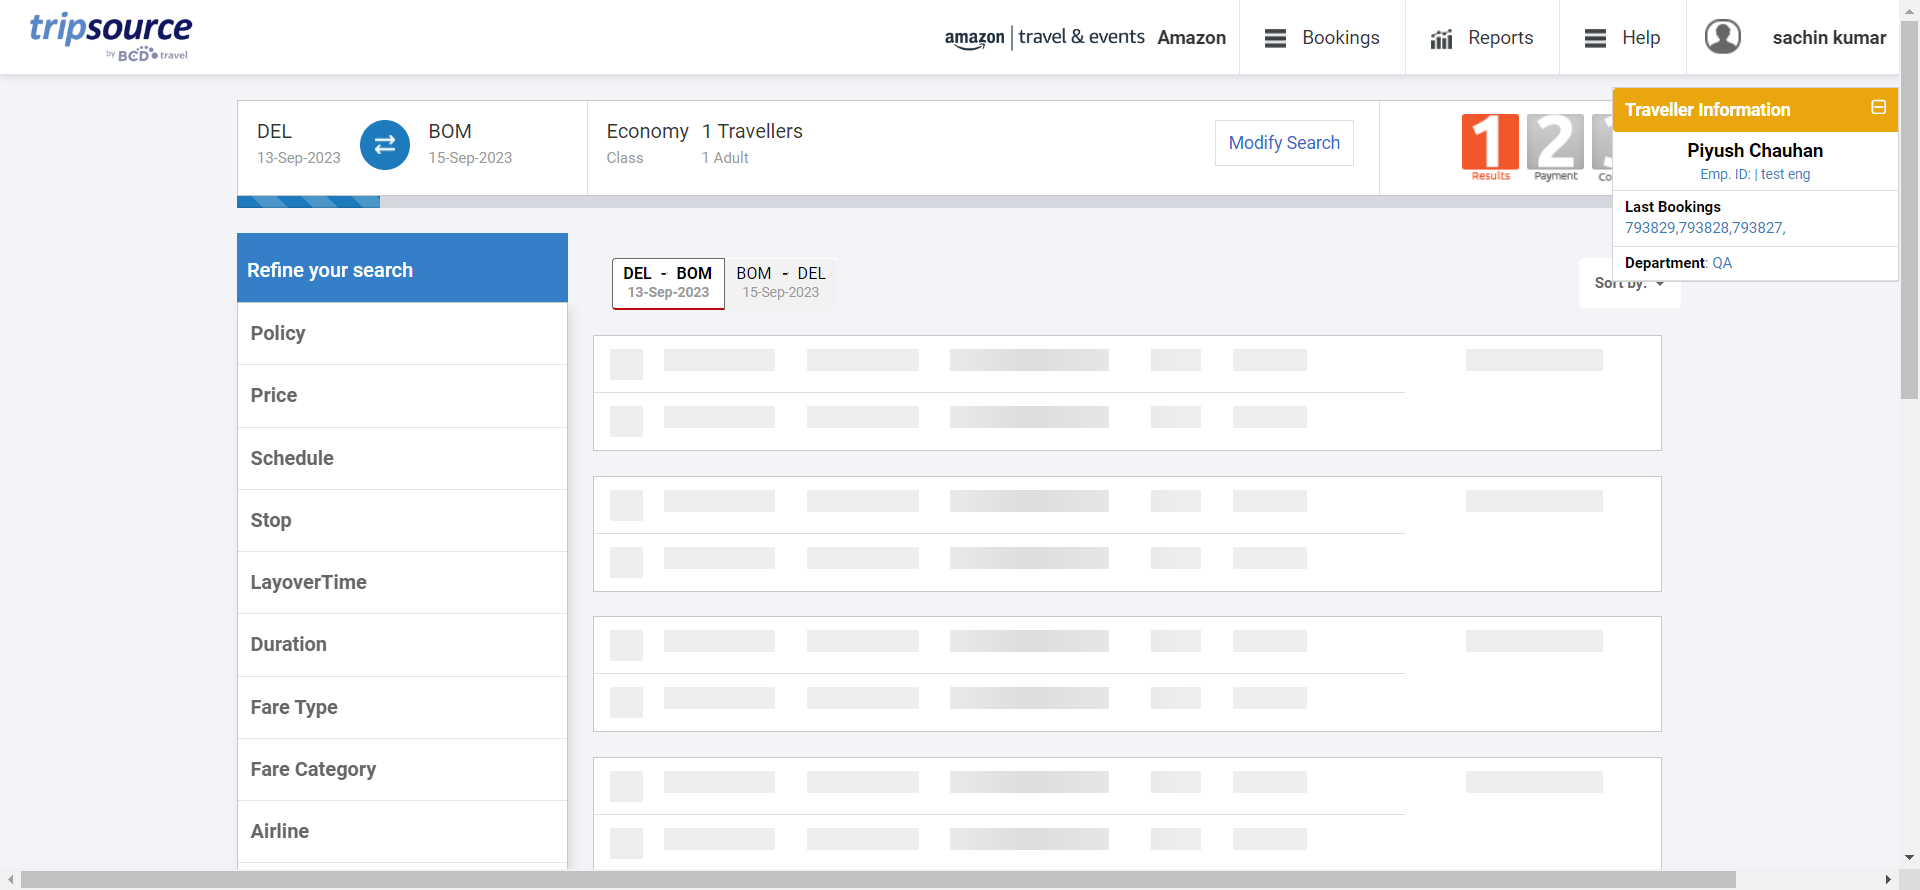 tripsource
by BCD travel
amazon | travel & events Amazon
Bookings
Reports
Help
sachin kumar
DEL
13-Sep-2023
BOM
15-Sep-2023
Economy
Class
1 Travellers
1 Adult
Modify Search
1
Results
2
Payment
Co
Traveller Information
Piyush Chauhan
Emp. ID: | test eng
Last Bookings
793829,793828,793827,
Department: QA
Refine your search
Policy
Price
Schedule
Stop
LayoverTime
Duration
Fare Type
Fare Category
Airline
DEL - BOM
13-Sep-2023
BOM - DEL
15-Sep-2023
Sort by: